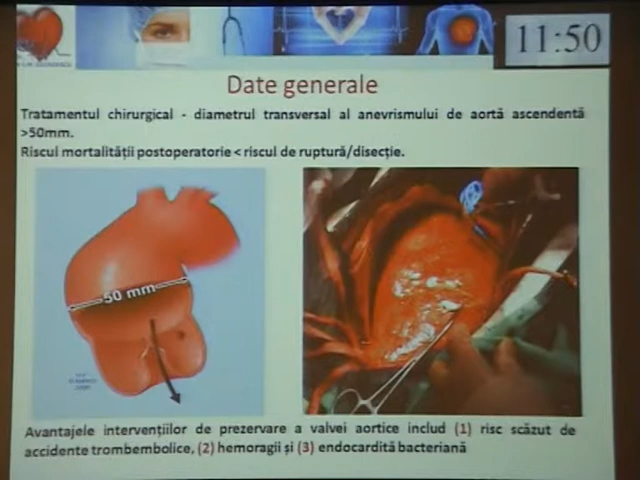 11:50
Date generale
Tratamentul chirurgical - diametrul transversal al anevrismului de aortă ascendentă
>50mm.
Riscul mortalității postoperatorie < riscul de ruptură/disecție.
50 mm
Avantajele intervențiilor de prezervare a valvei aortice includ (1) risc scăzut de
accidente trombembolice, (2) hemoragii și (3) endocardită bacteriană